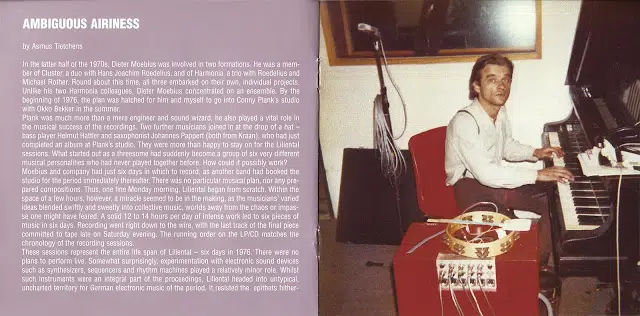 AMBIGUOUS AIRINESS
by Asmus Tietchens
In the latter half of the 1970s, Dieter Moebius was involved in two formations. He was a mem-
ber of Cluster, a duo with Hans Joachim Roedelius, and of Harmonia, a trio with Roedelius and
Michael Rother. Round about this time, all three embarked on their own, individual projects.
Unlike his two Harmonia colleagues, Dieter Moebius concentrated on an ensemble. By the
beginning of 1976, the plan was hatched for him and myself to go into Conny Plank's studio
with Okko Bekker in the summer.
Plank was much more than a mere engineer and sound wizard, he also played a vital role in
the musical success of the recordings. Two further musicians joined in at the drop of a hat –
bass player Helmut Hattler and saxophonist Johannes Pappert (both from Kraan), who had just
completed an album at Plank's studio. They were more than happy to stay on for the Liliental
sessions. What started out as a threesome had suddenly become a group of six very different
musical personalities who had never played together before. How could it possibly work?
Moebius and company had just six days in which to record, as another band had booked the
studio for the period immediately thereafter. There was no particular musical plan, nor any pre-
pared compositions. Thus, one fine Monday morning, Liliental began from scratch. Within the
space of a few hours, however, a miracle seemed to be in the making, as the musicians' varied
ideas blended swiftly and sweetly into collective music, worlds away from the chaos or impas-
se one might have feared. A solid 12 to 14 hours per day of intense work led to six pieces of
music in six days. Recording went right down to the wire, with the last track of the final piece
committed to tape late on Saturday evening. The running order on the LP/CD matches the
chronology of the recording sessions.
These sessions represent the entire life span of Liliental – six days in 1976. There were no
plans to perform live. Somewhat surprisingly, experimentation with electronic sound devices
such as synthesizers, sequencers and rhythm machines played a relatively minor role. Whilst
such instruments were an integral part of the proceedings, Liliental headed into untypical,
uncharted territory for German electronic music of the period. It resisted the epithets hither-